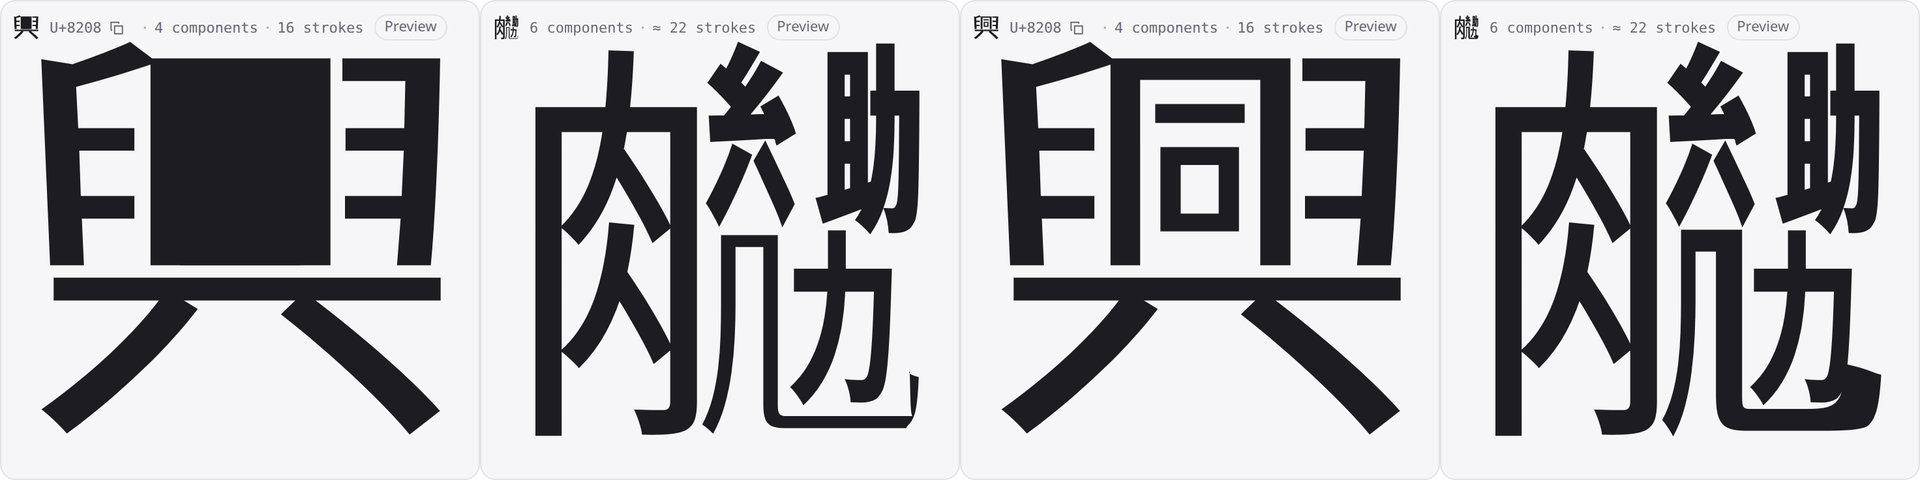 興 U+8208 · 4 components · 16 strokes Preview
6 components · ≈ 22 strokes Preview
興 U+8208 · 4 components · 16 strokes Preview
6 components · ≈ 22 strokes Preview
興